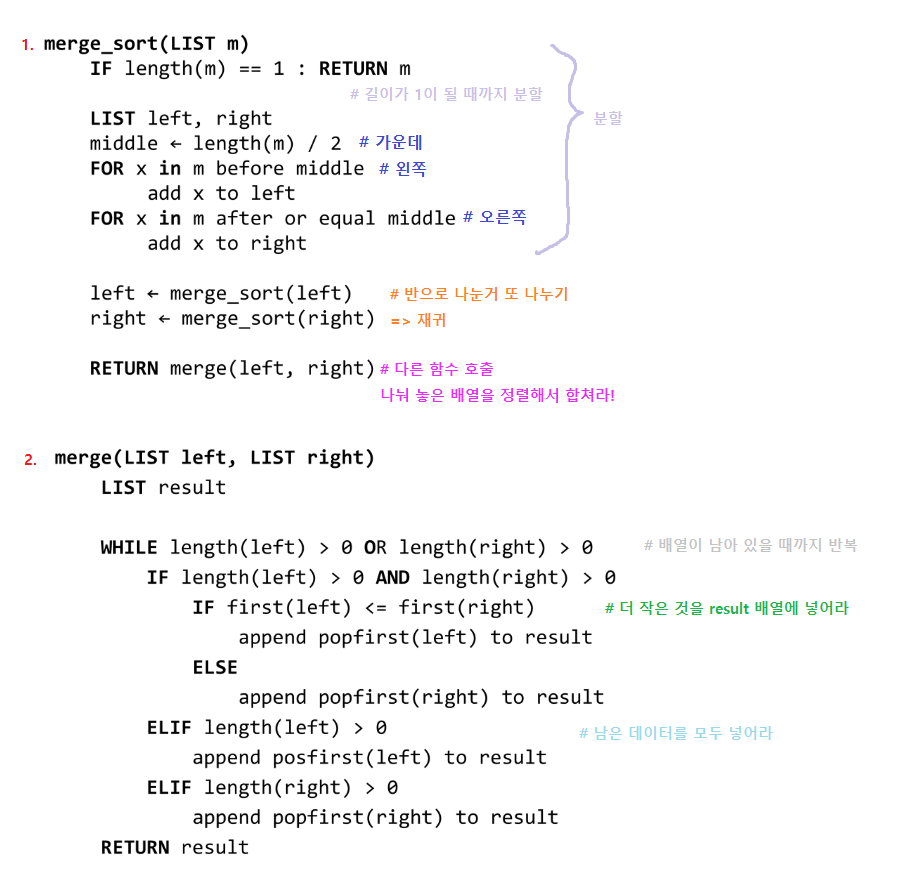 1. merge_sort(LIST m)
IF length(m) == 1 : RETURN m
# 길이가 1이 될 때까지 분할
분할
LIST left, right
middle ← length(m) / 2 # 가운데
FOR x in m before middle # 왼쪽
add x to left
FOR x in m after or equal middle # 오른쪽
add x to right
left ← merge_sort(left) # 반으로 나눈거 또 나누기
right ← merge_sort(right) => 재귀
RETURN merge(left, right) # 다른 함수 호출
나눠 놓은 배열을 정렬해서 합쳐라!
2. merge(LIST left, LIST right)
LIST result
WHILE length(left) > 0 OR length(right) > 0 # 배열이 남아 있을 때까지 반복
IF length(left) > 0 AND length(right) > 0
IF first(left) <= first(right) # 더 작은 것을 result 배열에 넣어라
append popfirst(left) to result
ELSE
append popfirst(right) to result
ELIF length(left) > 0 # 남은 데이터를 모두 넣어라
append posfirst(left) to result
ELIF length(right) > 0
append popfirst(right) to result
RETURN result